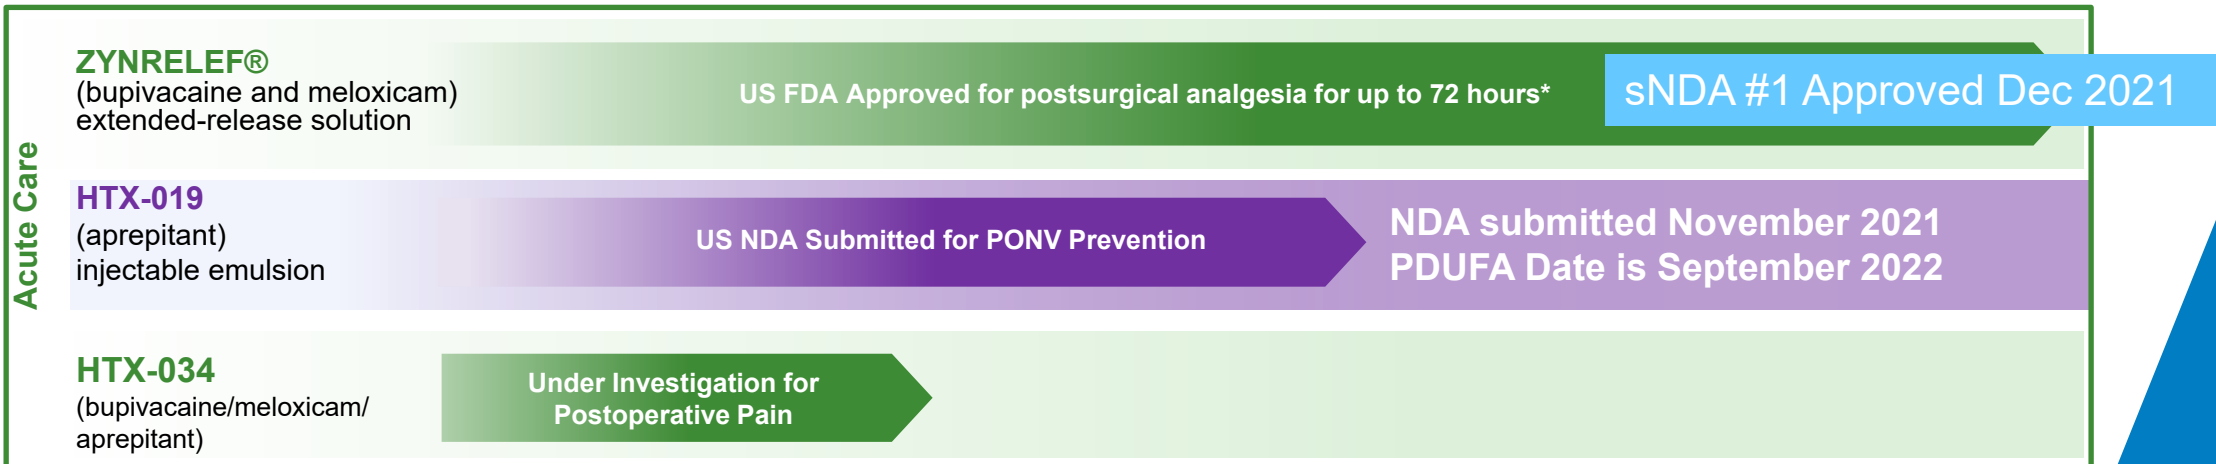 Acute Care
ZYNRELEF®
(bupivacaine and meloxicam)
extended-release solution
US FDA Approved for postsurgical analgesia for up to 72 hours*
sNDA #1 Approved Dec 2021
HTX-019
(aprepitant)
injectable emulsion
US NDA Submitted for PONV Prevention
NDA submitted November 2021
PDUFA Date is September 2022
HTX-034
(bupivacaine/meloxicam/
aprepitant)
Under Investigation for
Postoperative Pain